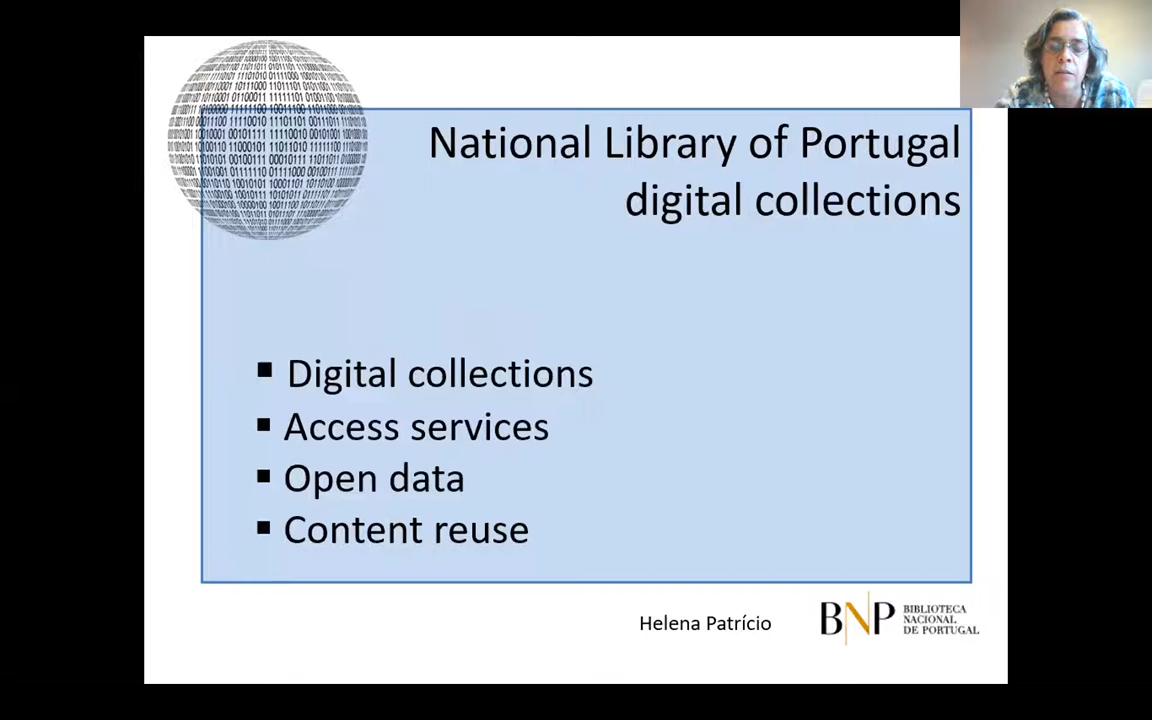 National Library of Portugal
digital collections
▪ Digital collections
▪ Access services
▪ Open data
▪ Content reuse
Helena Patrício
BNP
BIBLIOTECA
NACIONAL
DE PORTUGAL